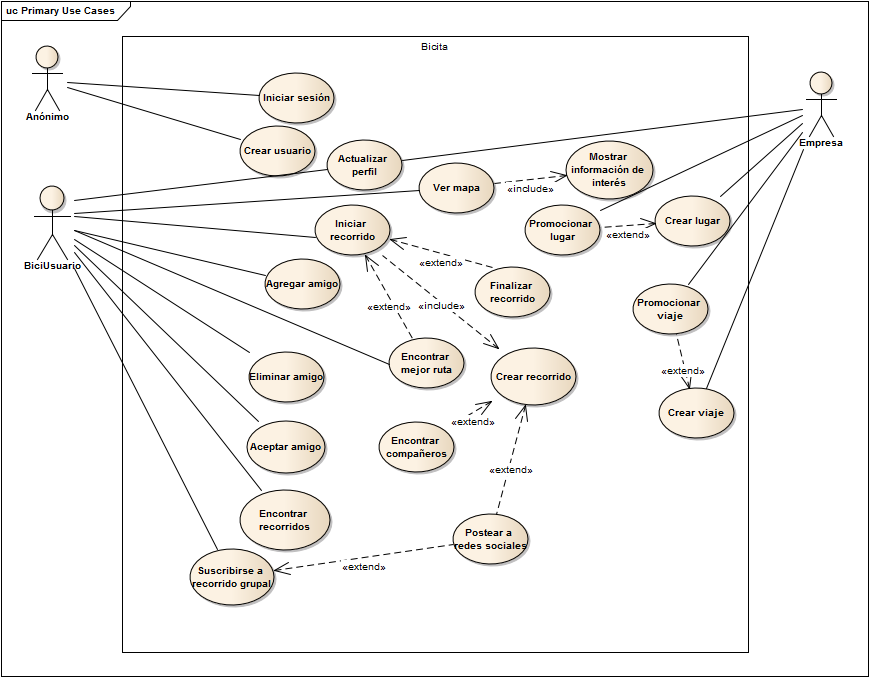 uc Primary Use Cases
Bicita
Anónimo
Iniciar sesión
Empresa
Crear usuario
Actualizar
perfil
Mostrar
información de
interés
Ver mapa
«include»
BiciUsuario
Iniciar
recorrido
Promocionar
lugar
«extend»
Crear lugar
«extend»
Agregar amigo
Finalizar
recorrido
«extend»
«include»
Promocionar
viaje
Encontrar
mejor ruta
Eliminar amigo
Crear recorrido
«extend»
Crear viaje
«extend»
Aceptar amigo
Encontrar
compañeros
«extend»
Encontrar
recorridos
Postear a
redes sociales
«extend»
Suscribirse a
recorrido grupal